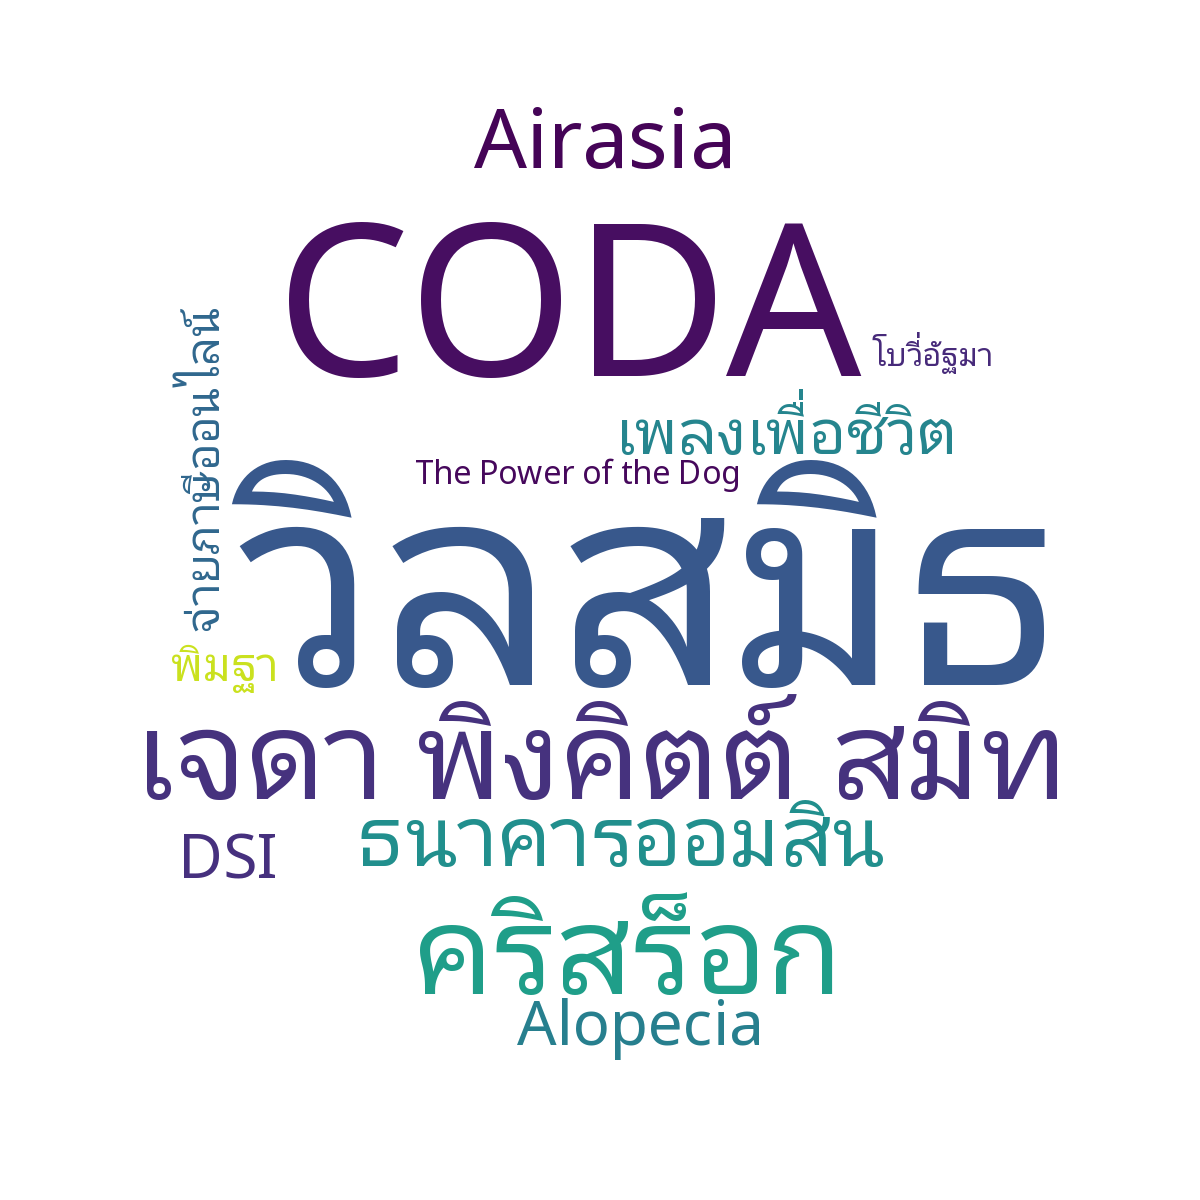 Airasia
CODA
โบวี่อัฐมา
จ่ายภาษีออนไลน์
เพลงเพื่อชีวิต
The Power of the Dog
วิลสมิธ
พิมฐา
เจดา พิงคิตต์ สมิท
ธนาคารออมสิน
DSI
คริสร็อก
Alopecia